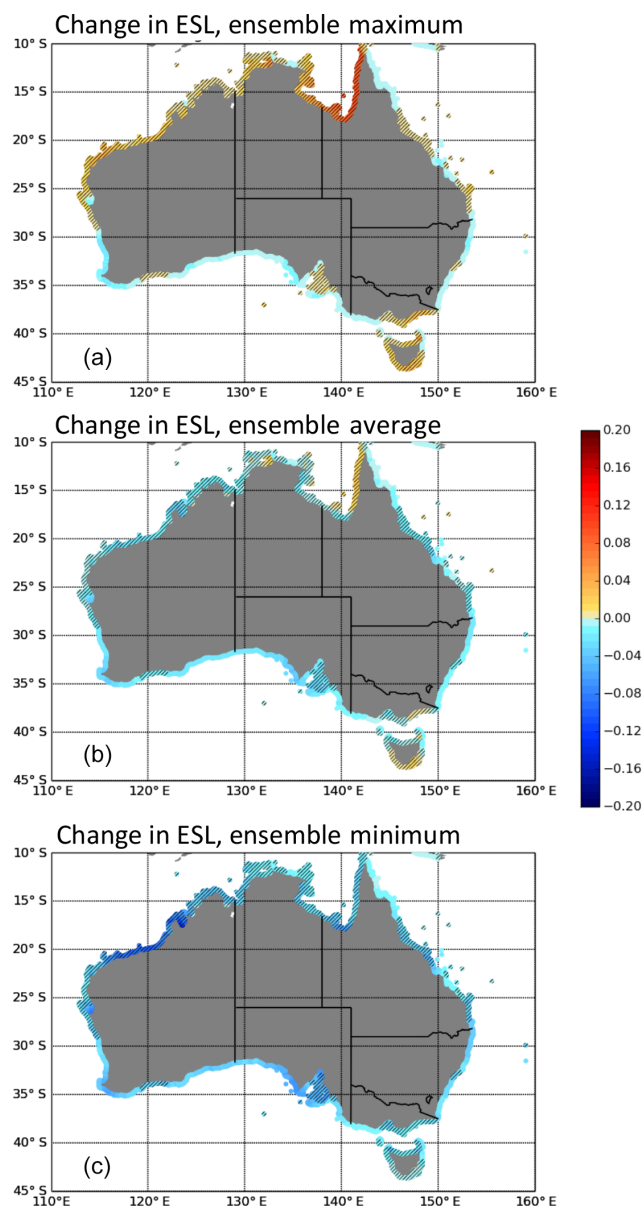 Change in ESL, ensemble maximum
10° S
15° S
20° S
25° S
30° S
35° S
40° S
45° S
(a)
110° E 120° E 130° E 140° E 150° E 160° E
Change in ESL, ensemble average
10° S
15° S
20° S
25° S
30° S
35° S
40° S
45° S
(b)
110° E 120° E 130° E 140° E 150° E 160° E
0.20
0.16
0.12
0.08
0.04
0.00
−0.04
−0.08
−0.12
−0.16
−0.20
Change in ESL, ensemble minimum
10° S
15° S
20° S
25° S
30° S
35° S
40° S
45° S
(c)
110° E 120° E 130° E 140° E 150° E 160° E